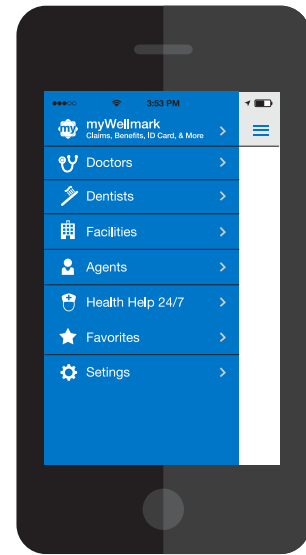 3:53 PM
my
myWellmark
Claims, Benefits, ID Card, & More
Doctors
Dentists
Facilities
Agents
Health Help 24/7
Favorites
Setings